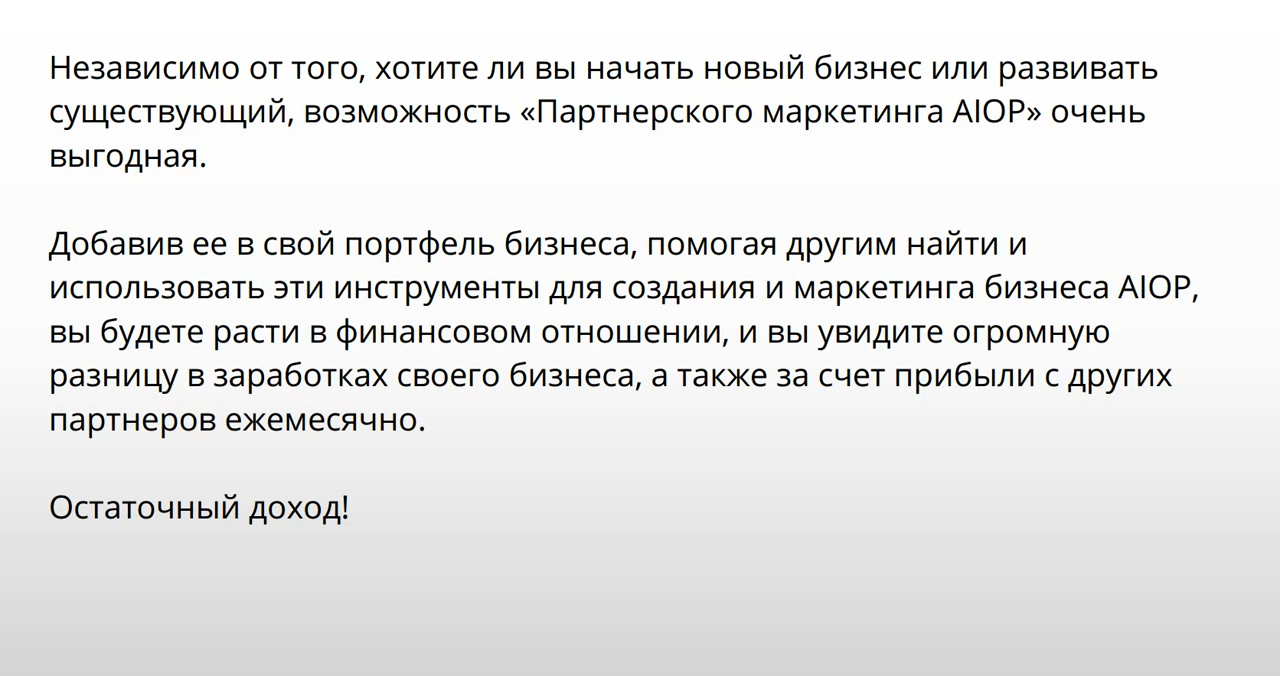 Независимо от того, хотите ли вы начать новый бизнес или развивать
существующий, возможность «Партнерского маркетинга AIOP» очень
выгодная.
Добавив ее в свой портфель бизнеса, помогая другим найти и
использовать эти инструменты для создания и маркетинга бизнеса AIOP,
вы будете расти в финансовом отношении, и вы увидите огромную
разницу в заработках своего бизнеса, а также за счет прибыли с других
партнеров ежемесячно.
Остаточный доход!